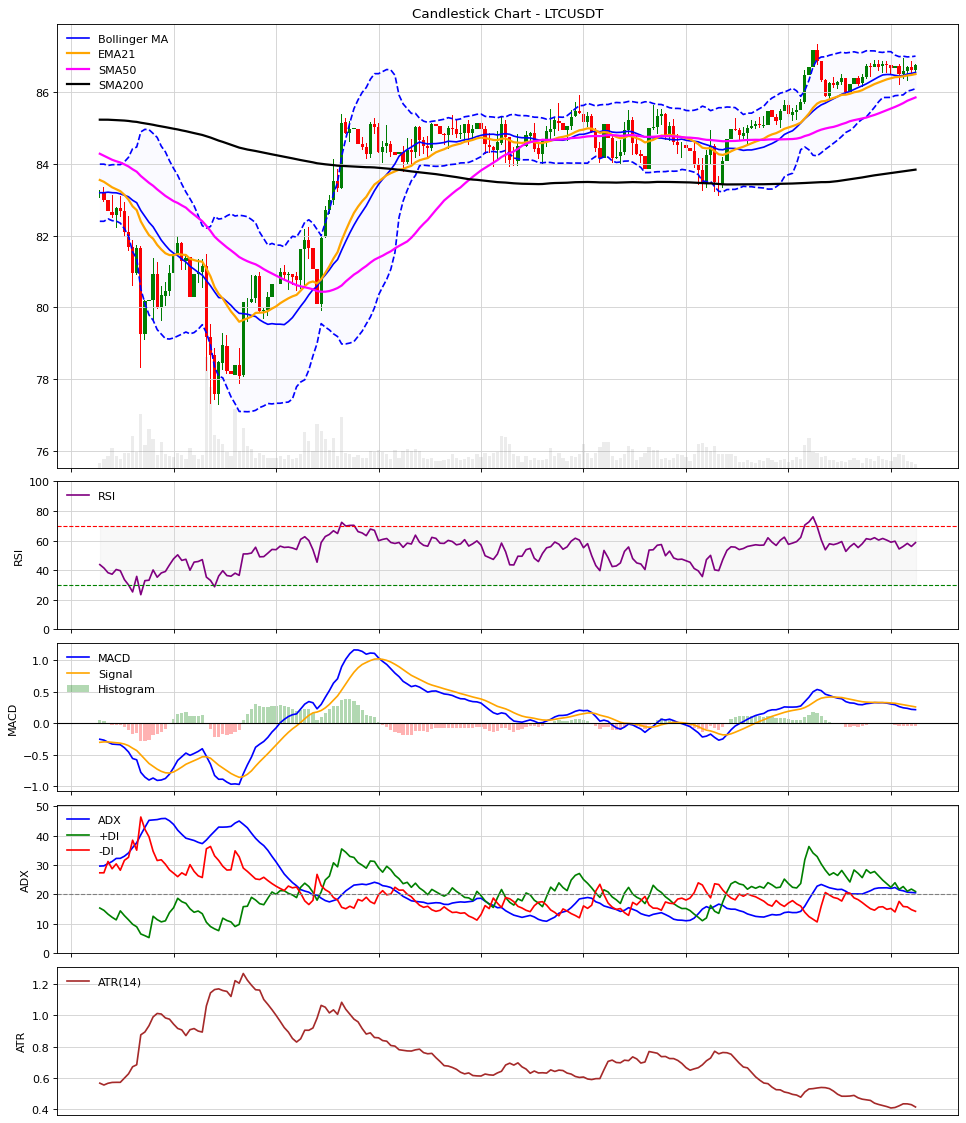 Candlestick Chart - LTCUSDT
Bollinger MA
EMA21
SMA50
SMA200
86
84
82
80
78
76
RSI
100
80
60
40
20
0
RSI
MACD
Signal
Histogram
1.0
0.5
0.0
−0.5
−1.0
MACD
ADX
+DI
-DI
50
40
30
20
10
0
ADX
ATR(14)
1.2
1.0
0.8
0.6
0.4
ATR